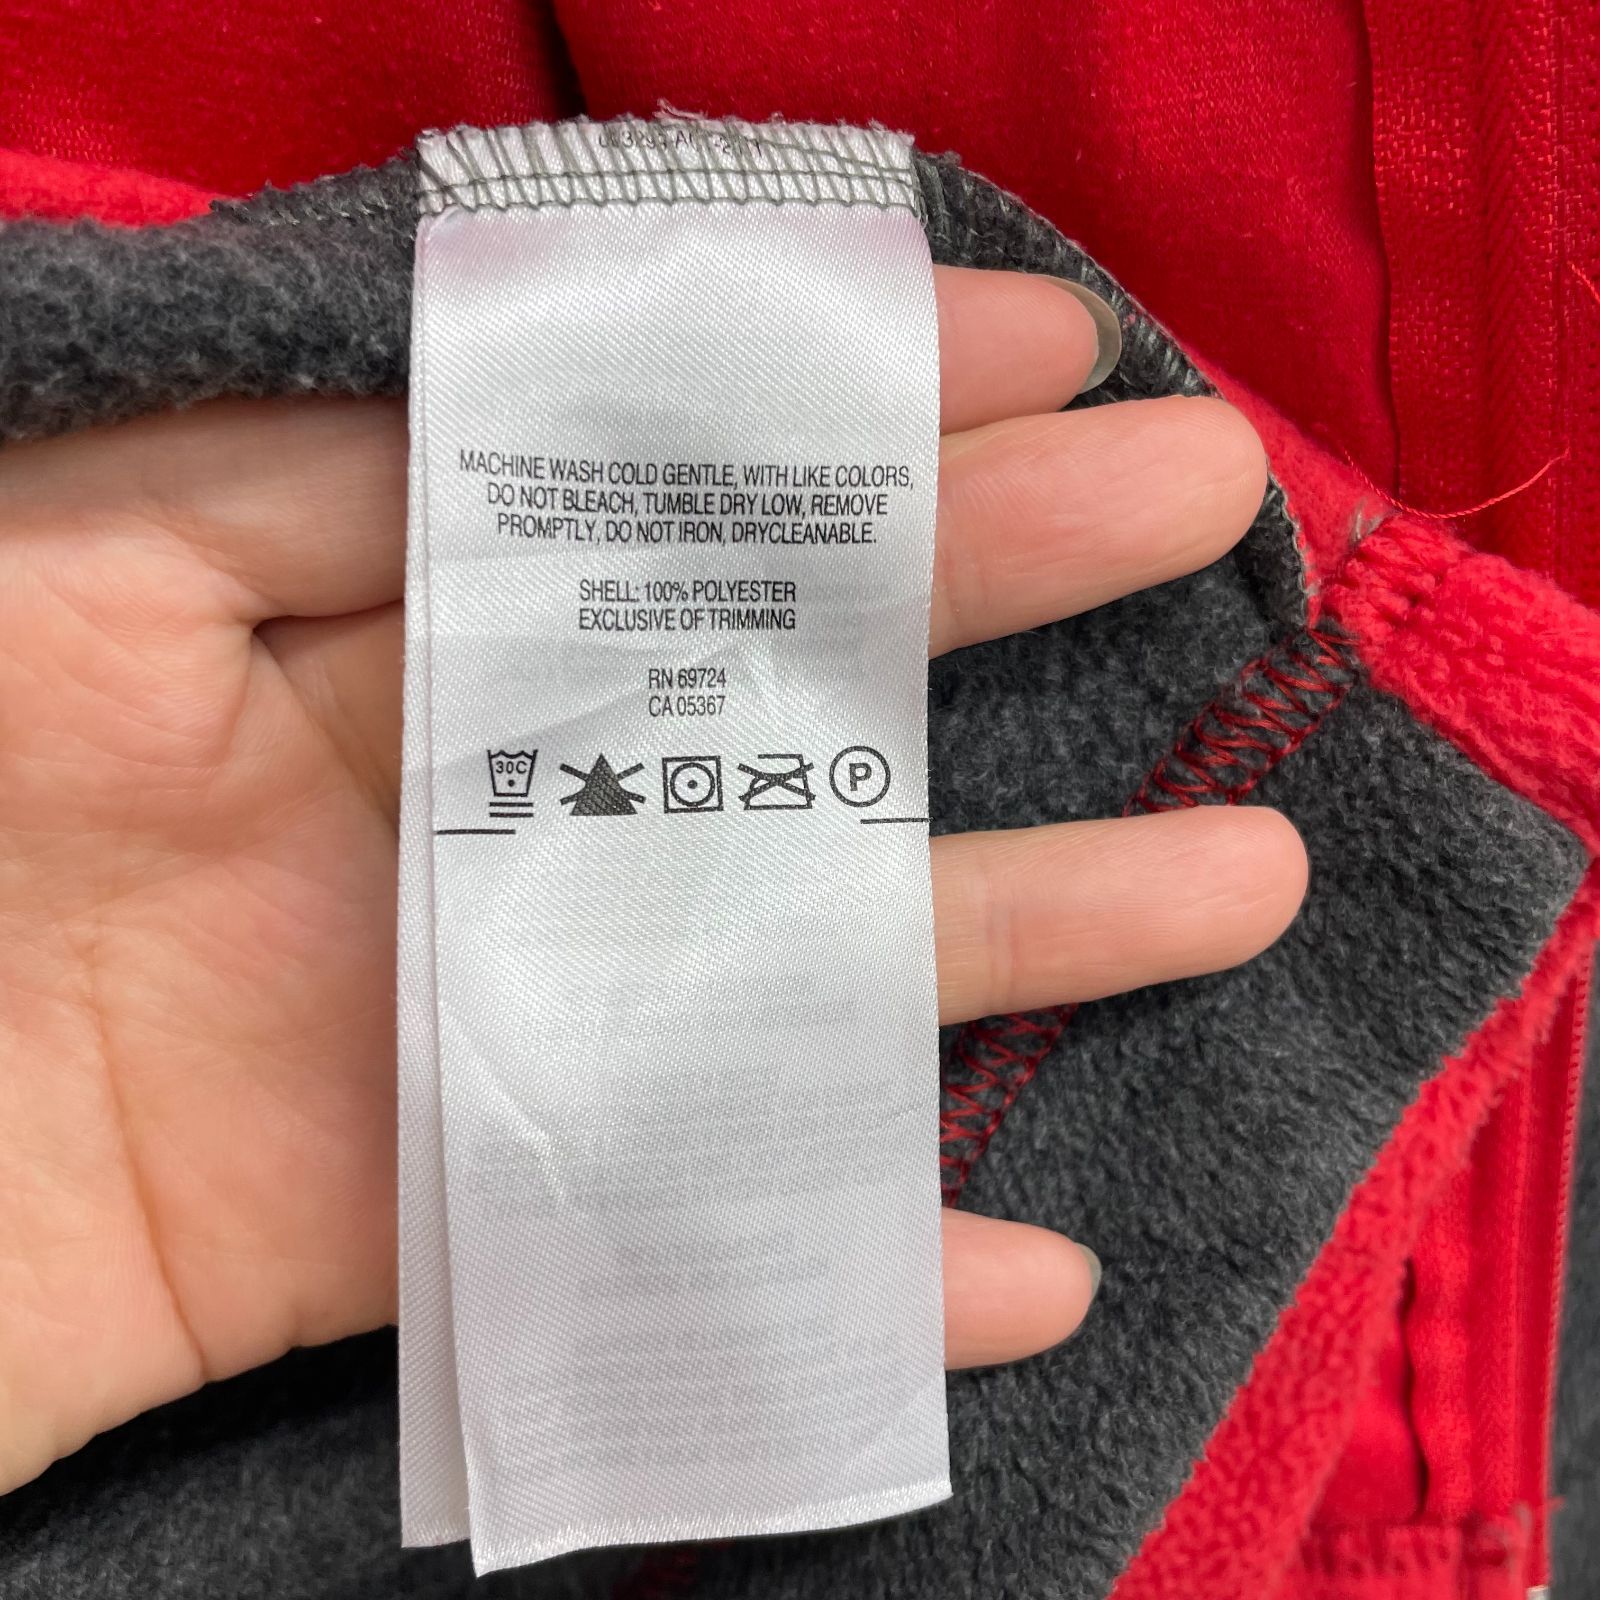 MACHINE WASH COLD GENTLE, WITH LIKE COLORS,
DO NOT BLEACH, TUMBLE DRY LOW, REMOVE
PROMPTLY, DO NOT IRON, DRYCLEANABLE.
SHELL: 100% POLYESTER
EXCLUSIVE OF TRIMMING
RN 69724
CA 05367
30C
P